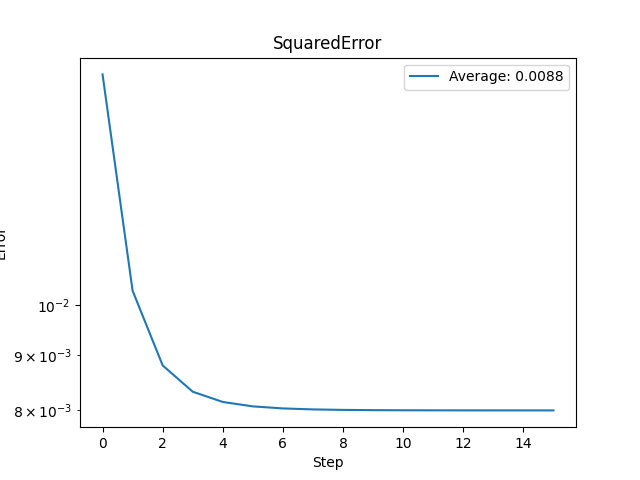 SquaredError
Average: 0.0088
Error
10⁻²
9 × 10⁻³
8 × 10⁻³
0 2 4 6 8 10 12 14
Step